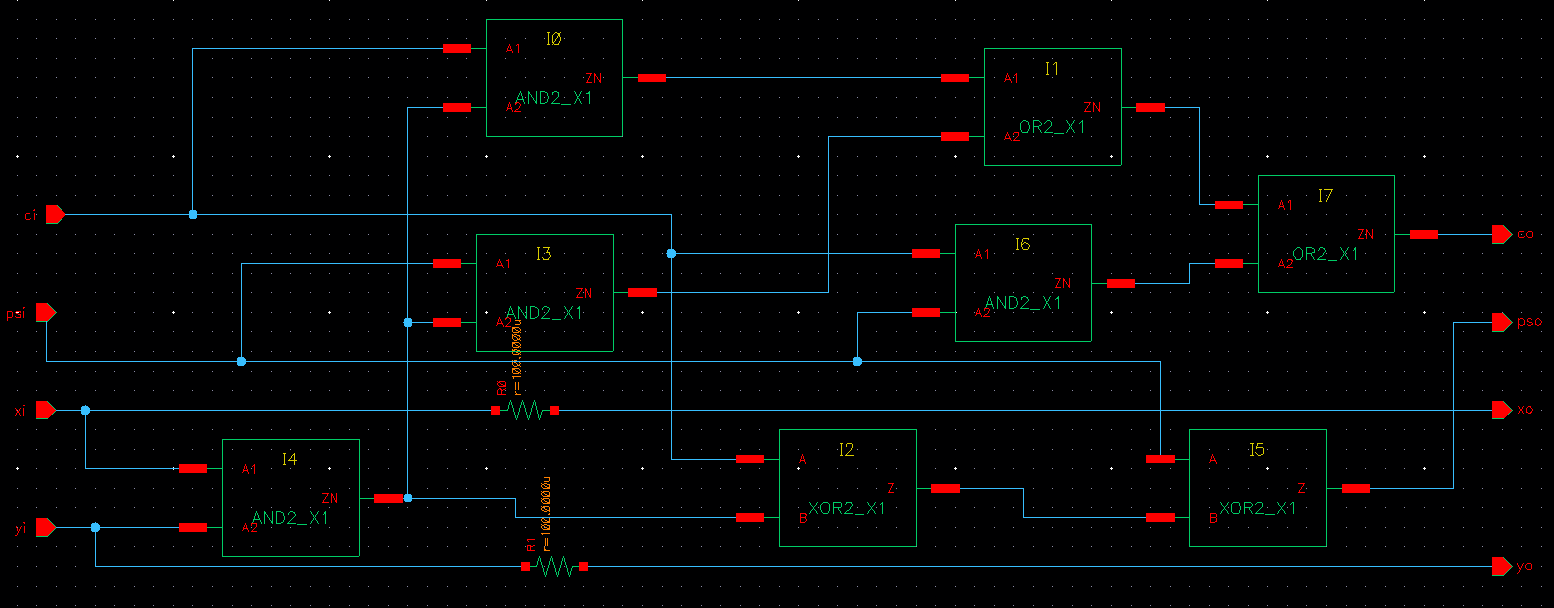 I0
A1
ZN
A2
AND2_X1
I1
A1
ZN
A2
OR2_X1
I7
A1
ZN
A2
OR2_X1
ci
co
I3
A1
ZN
A2
AND2_X1
I6
A1
ZN
A2
AND2_X1
psi
pso
R0
r=100.0000u
xi
xo
I4
A1
ZN
A2
AND2_X1
I2
A
Z
B
XOR2_X1
I5
A
Z
B
XOR2_X1
yi
R1
r=100.0000u
yo